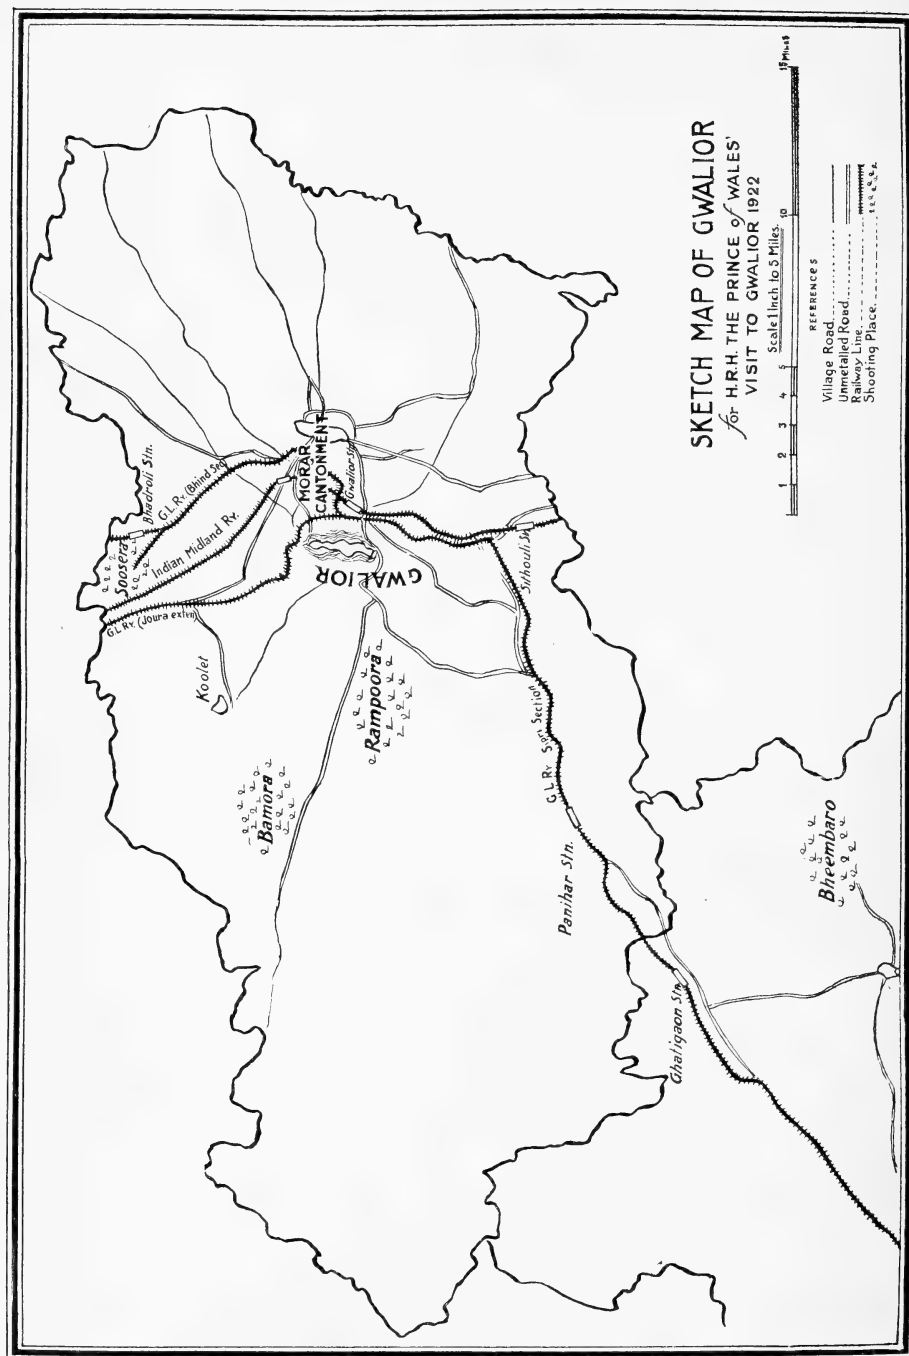 SKETCH MAP OF GWALIOR
for H.R.H. THE PRINCE of WALES'
VISIT TO GWALIOR 1922
Scale 1 Inch to 5 Miles.
1 2 3 4 5 10 15 Miles
REFERENCES
Village Road
Unmetalled Road
Railway Line
Shooting Place
Soosera
Bhadroli Stn.
G.L.Ry. (Bhind Sec)
Indian Midland Ry.
G.L.Ry. (Joura exten)
Koolet
MORAR
CANTONMENT
Gwalior Stn
GWALIOR
Sithouli Stn
Rampoora
Bamora
G.L.Ry. Sipri Section
Panihar Stn.
Ghatigaon Stn.
Bheembaro